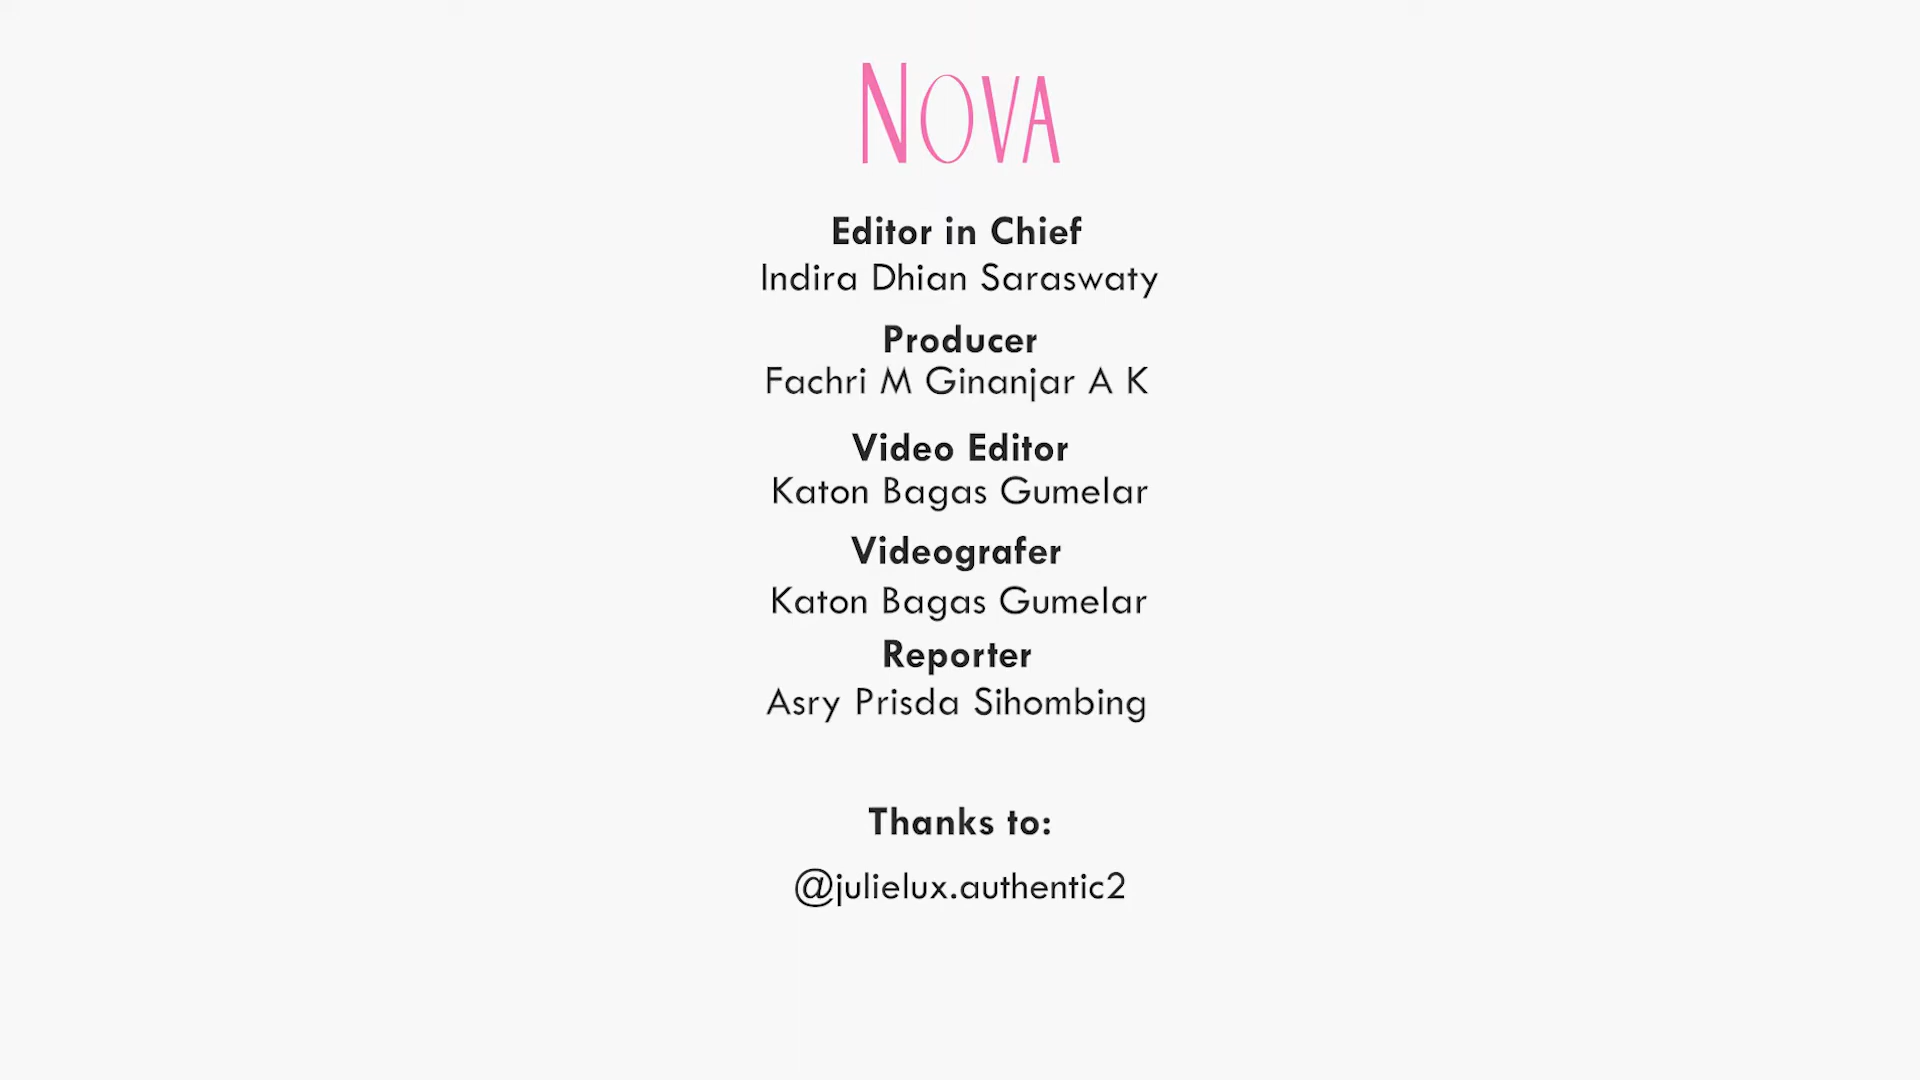 NOVA
Editor in Chief
Indira Dhian Saraswaty
Producer
Fachri M Ginanjar A K
Video Editor
Katon Bagas Gumelar
Videografer
Katon Bagas Gumelar
Reporter
Asry Prisda Sihombing
Thanks to:
@julielux.authentic2